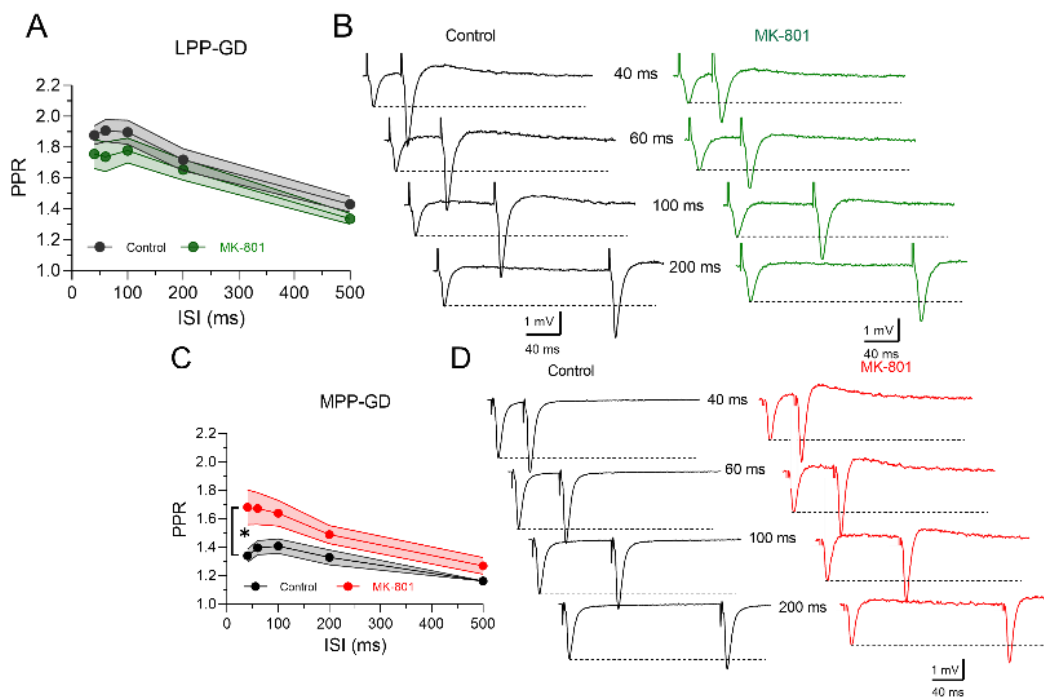 A
LPP-GD
2.2
2.0
1.8
1.6
1.4
1.2
1.0
PPR
Control
MK-801
0 100 200 300 400 500
ISI (ms)
B
Control
MK-801
40 ms
60 ms
100 ms
200 ms
1 mV
40 ms
1 mV
40 ms
C
MPP-GD
2.2
2.0
1.8
1.6
1.4
1.2
1.0
PPR
*
Control
MK-801
0 100 200 300 400 500
ISI (ms)
D
Control
MK-801
40 ms
60 ms
100 ms
200 ms
1 mV
40 ms
1 mV
40 ms